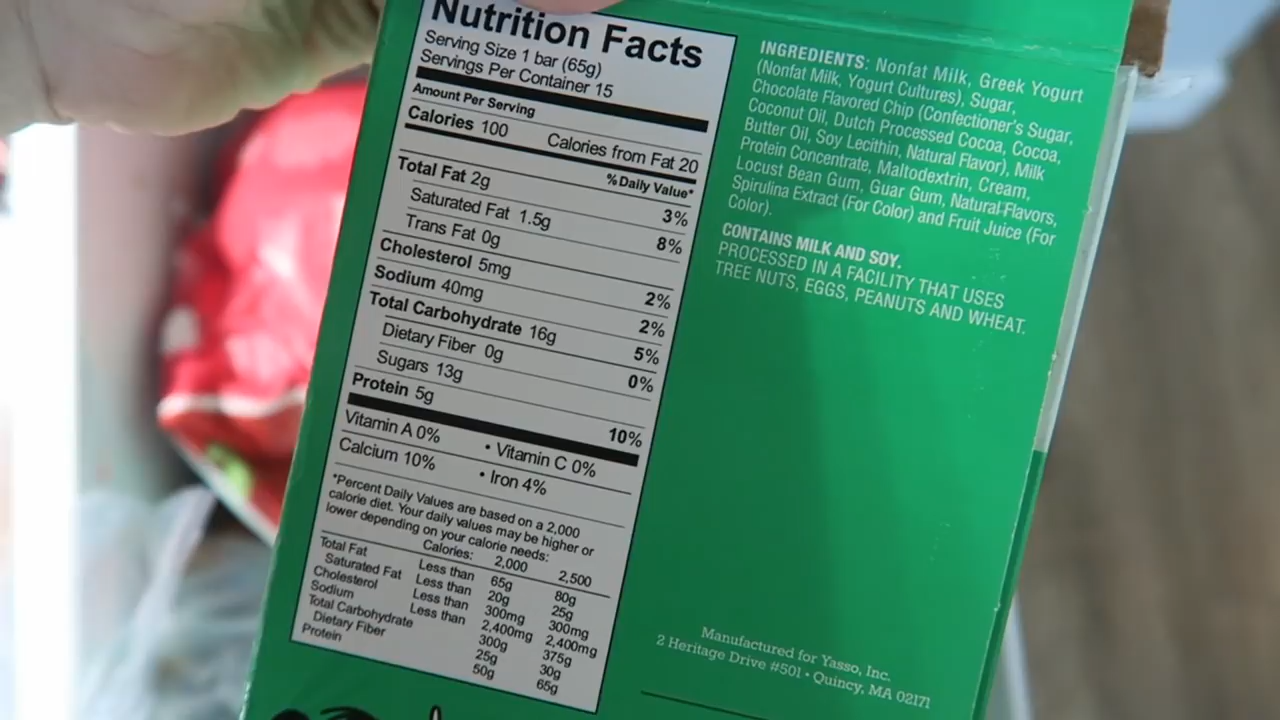 Nutrition Facts
Serving Size 1 bar (65g)
Servings Per Container 15
Amount Per Serving
Calories 100 Calories from Fat 20
% Daily Value*
Total Fat 2g 3%
Saturated Fat 1.5g 8%
Trans Fat 0g
Cholesterol 5mg 2%
Sodium 40mg 2%
Total Carbohydrate 16g 5%
Dietary Fiber 0g 0%
Sugars 13g
Protein 5g 10%
Vitamin A 0% • Vitamin C 0%
Calcium 10% • Iron 4%
*Percent Daily Values are based on a 2,000
calorie diet. Your daily values may be higher or
lower depending on your calorie needs:
Calories: 2,000 2,500
Total Fat Less than 65g 80g
Saturated Fat Less than 20g 25g
Cholesterol Less than 300mg 300mg
Sodium Less than 2,400mg 2,400mg
Total Carbohydrate 300g 375g
Dietary Fiber 25g 30g
Protein 50g 65g
INGREDIENTS: Nonfat Milk, Greek Yogurt
(Nonfat Milk, Yogurt Cultures), Sugar,
Chocolate Flavored Chip (Confectioner's Sugar,
Coconut Oil, Dutch Processed Cocoa, Cocoa,
Butter Oil, Soy Lecithin, Natural Flavor), Milk
Protein Concentrate, Maltodextrin, Cream,
Locust Bean Gum, Guar Gum, Natural Flavors,
Spirulina Extract (For Color) and Fruit Juice (For
Color).
CONTAINS MILK AND SOY.
PROCESSED IN A FACILITY THAT USES
TREE NUTS, EGGS, PEANUTS AND WHEAT.
Manufactured for Yasso, Inc.
2 Heritage Drive #501 • Quincy, MA 02171